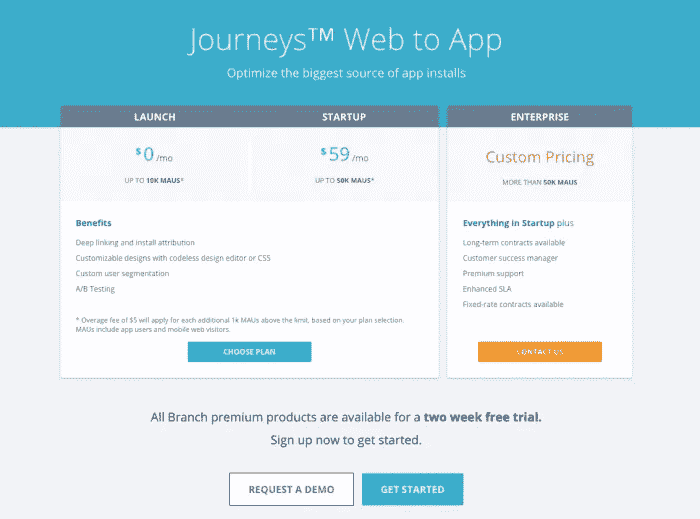 Journeys™ Web to App
Optimize the biggest source of app installs
LAUNCH
STARTUP
ENTERPRISE
$0/mo
$59/mo
Custom Pricing
UP TO 10K MAUS*
UP TO 50K MAUS*
MORE THAN 50K MAUS
Benefits
Deep linking and install attribution
Customizable designs with codeless design editor or CSS
Custom user segmentation
A/B Testing
* Overage fee of $5 will apply for each additional 1k MAUs above the limit, based on your plan selection.
MAUs include app users and mobile web visitors.
CHOOSE PLAN
Everything in Startup plus
Long-term contracts available
Customer success manager
Premium support
Enhanced SLA
Fixed-rate contracts available
CONTACT US
All Branch premium products are available for a two week free trial.
Sign up now to get started.
REQUEST A DEMO
GET STARTED